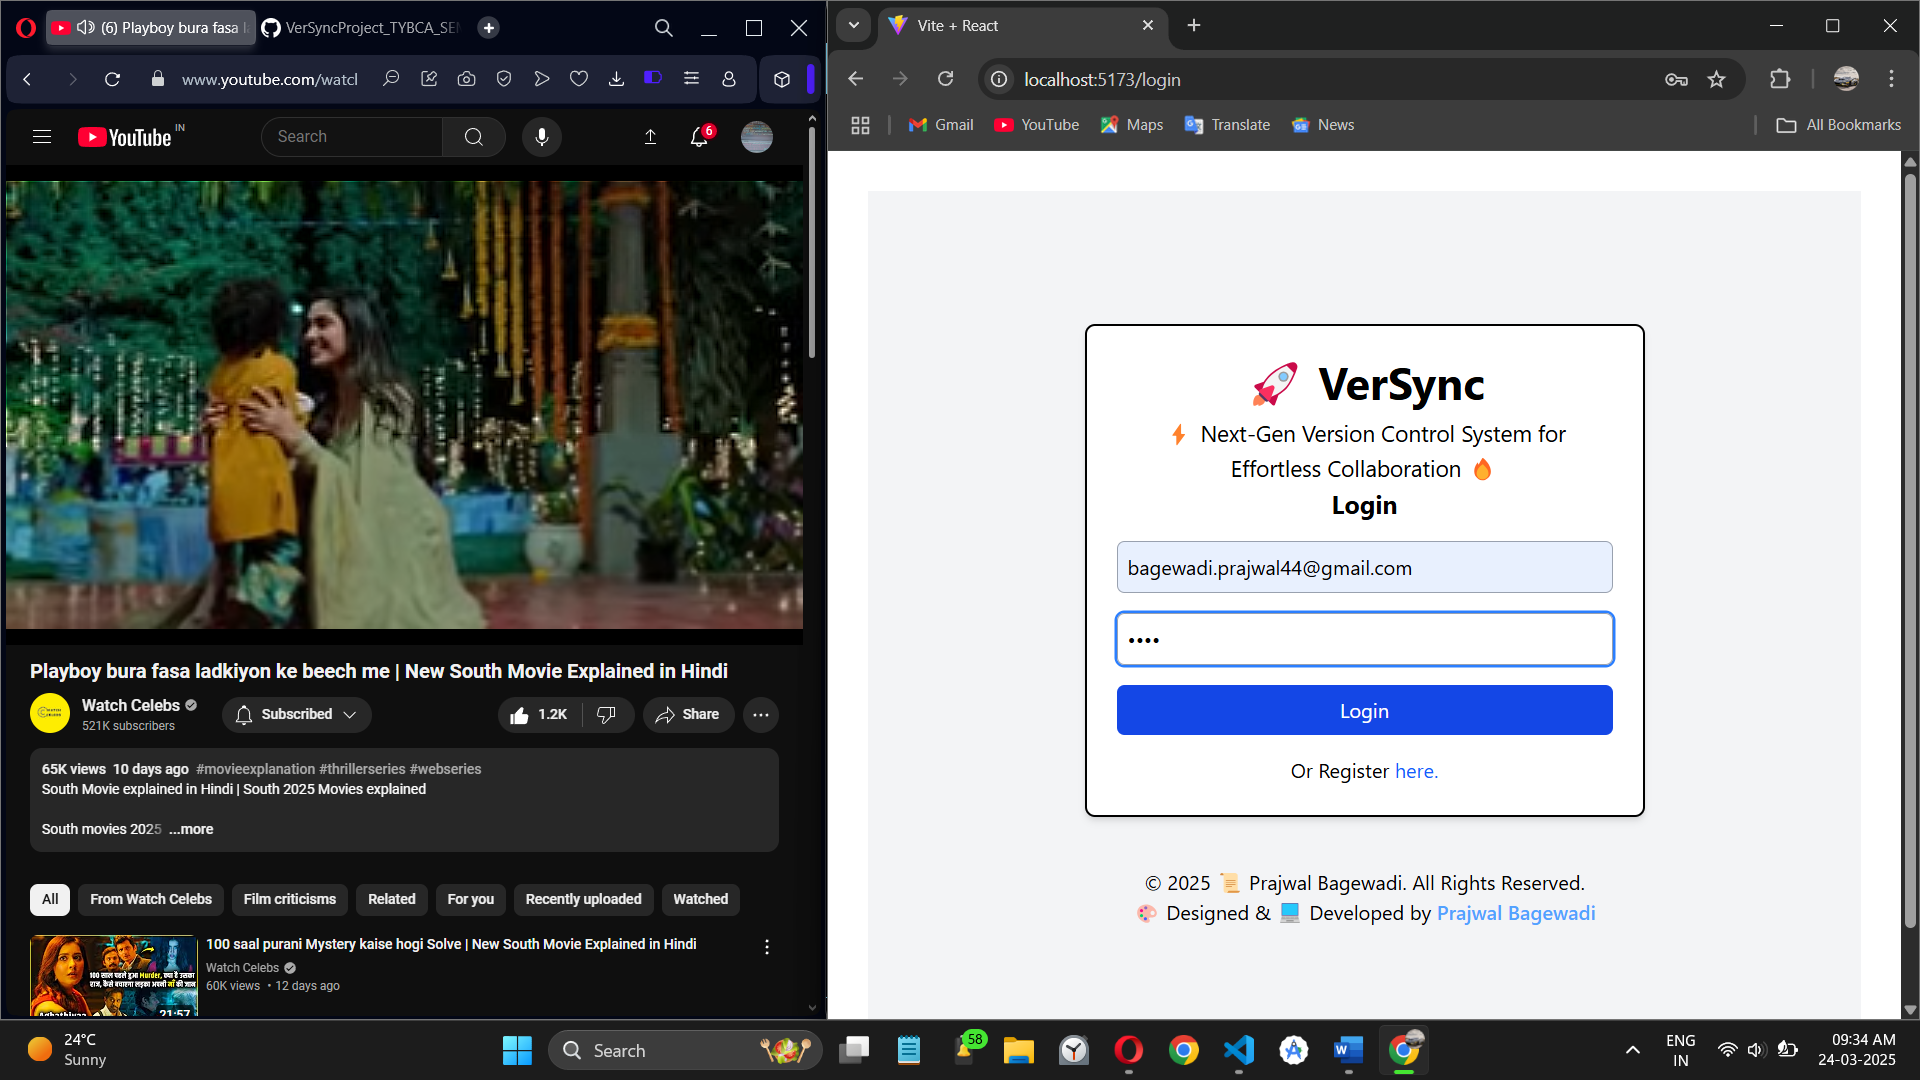 (6) Playboy bura fasa l
VerSyncProject_TYBCA_SE
www.youtube.com/watcl
YouTube IN
Search
6
Playboy bura fasa ladkiyon ke beech me | New South Movie Explained in Hindi
Watch Celebs
521K subscribers
Subscribed
1.2K
Share
65K views 10 days ago #movieexplanation #thrillerseries #webseries
South Movie explained in Hindi | South 2025 Movies explained
South movies 2025 ...more
All
From Watch Celebs
Film criticisms
Related
For you
Recently uploaded
Watched
100 saal purani Mystery kaise hogi Solve | New South Movie Explained in Hindi
Watch Celebs
60K views • 12 days ago
21:57
Vite + React
localhost:5173/login
Gmail
YouTube
Maps
Translate
News
All Bookmarks
🚀 VerSync
⚡ Next-Gen Version Control System for
Effortless Collaboration 🔥
Login
bagewadi.prajwal44@gmail.com
••••
Login
Or Register here.
© 2025 📜 Prajwal Bagewadi. All Rights Reserved.
🎨 Designed & 💻 Developed by Prajwal Bagewadi
24°C
Sunny
Search
58
ENG
IN
09:34 AM
24-03-2025